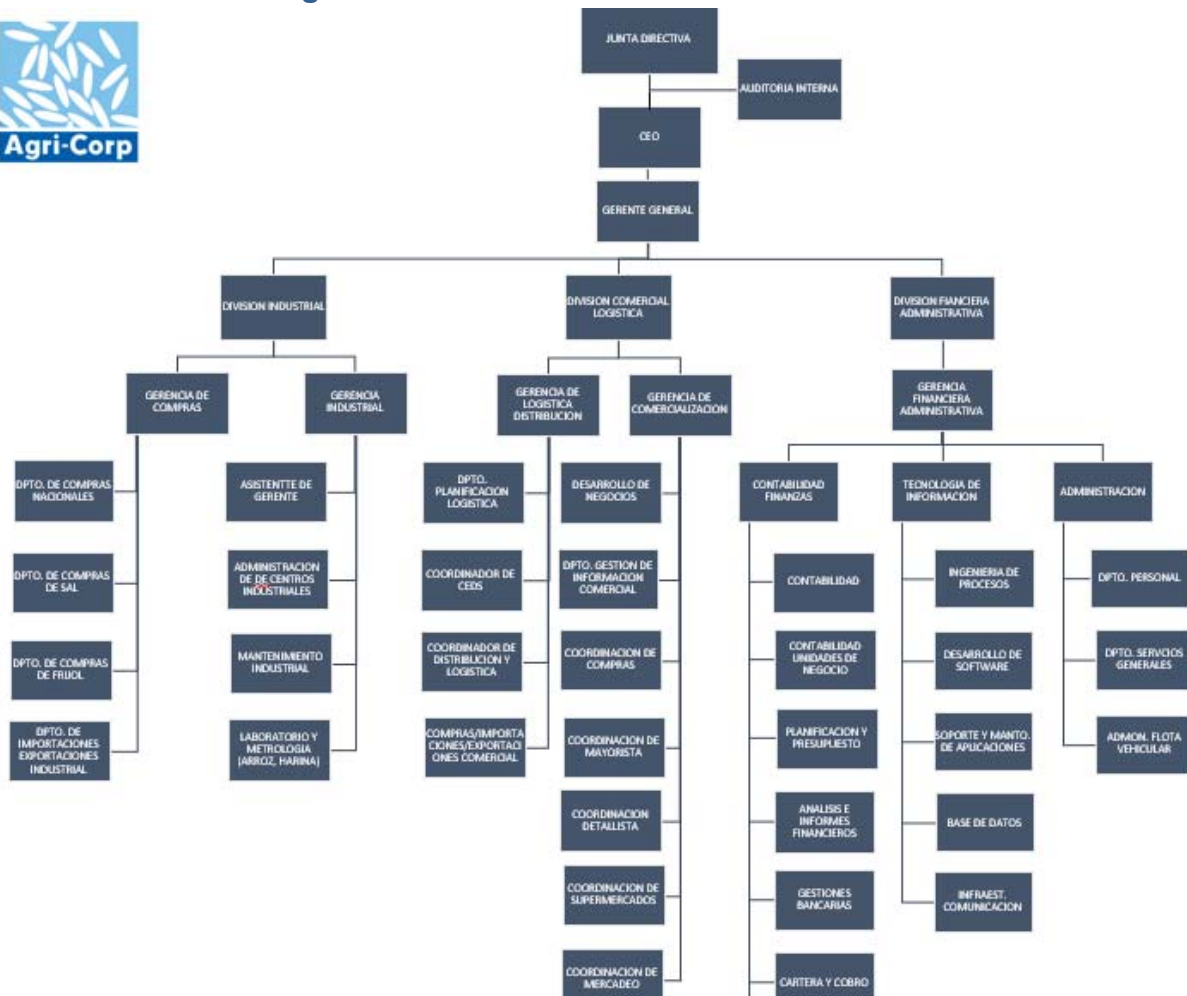 Agri-Corp
JUNTA DIRECTIVA
AUDITORIA INTERNA
CEO
GERENTE GENERAL
DIVISION INDUSTRIAL
DIVISION COMERCIAL
LOGISTICA
DIVISION FIANCIERA
ADMINISTRATIVA
GERENCIA DE
COMPRAS
GERENCIA
INDUSTRIAL
GERENCIA DE
LOGISTICA
DISTRIBUCION
GERENCIA DE
COMERCIALIZACION
GERENCIA
FINANCIERA
ADMINISTRATIVA
DPTO. DE COMPRAS
NACIONALES
DPTO. DE COMPRAS
DE SAL
DPTO. DE COMPRAS
DE FRIJOL
DPTO. DE
IMPORTACIONES
EXPORTACIONES
INDUSTRIAL
ASISTENTTE DE
GERENTE
ADMINISTRACION
DE DE CENTROS
INDUSTRIALES
MANTENIMIENTO
INDUSTRIAL
LABORATORIO Y
METROLOGIA
(ARROZ, HARINA)
DPTO.
PLANIFICACION
LOGISTICA
COORDINADOR DE
CEDS
COORDINADOR DE
DISTRIBUCION Y
LOGISTICA
COMPRAS/IMPORTA
CIONES/EXPORTACI
ONES COMERCIAL
DESARROLLO DE
NEGOCIOS
DPTO. GESTION DE
INFORMACION
COMERCIAL
COORDINACION DE
COMPRAS
COORDINACION DE
MAYORISTA
COORDINACION
DETALLISTA
COORDINACION DE
SUPERMERCADOS
COORDINACION DE
MERCADEO
CONTABILIDAD
FINANZAS
CONTABILIDAD
CONTABILIDAD
UNIDADES DE
NEGOCIO
PLANIFICACION Y
PRESUPUESTO
ANALISIS E
INFORMES
FINANCIEROS
GESTIONES
BANCARIAS
CARTERA Y COBRO
TECNOLOGIA DE
INFORMACION
INGENIERIA DE
PROCESOS
DESARROLLO DE
SOFTWARE
SOPORTE Y MANTO.
DE APLICACIONES
BASE DE DATOS
INFRAEST.
COMUNICACION
ADMINISTRACION
DPTO. PERSONAL
DPTO. SERVICIOS
GENERALES
ADMON. FLOTA
VEHICULAR